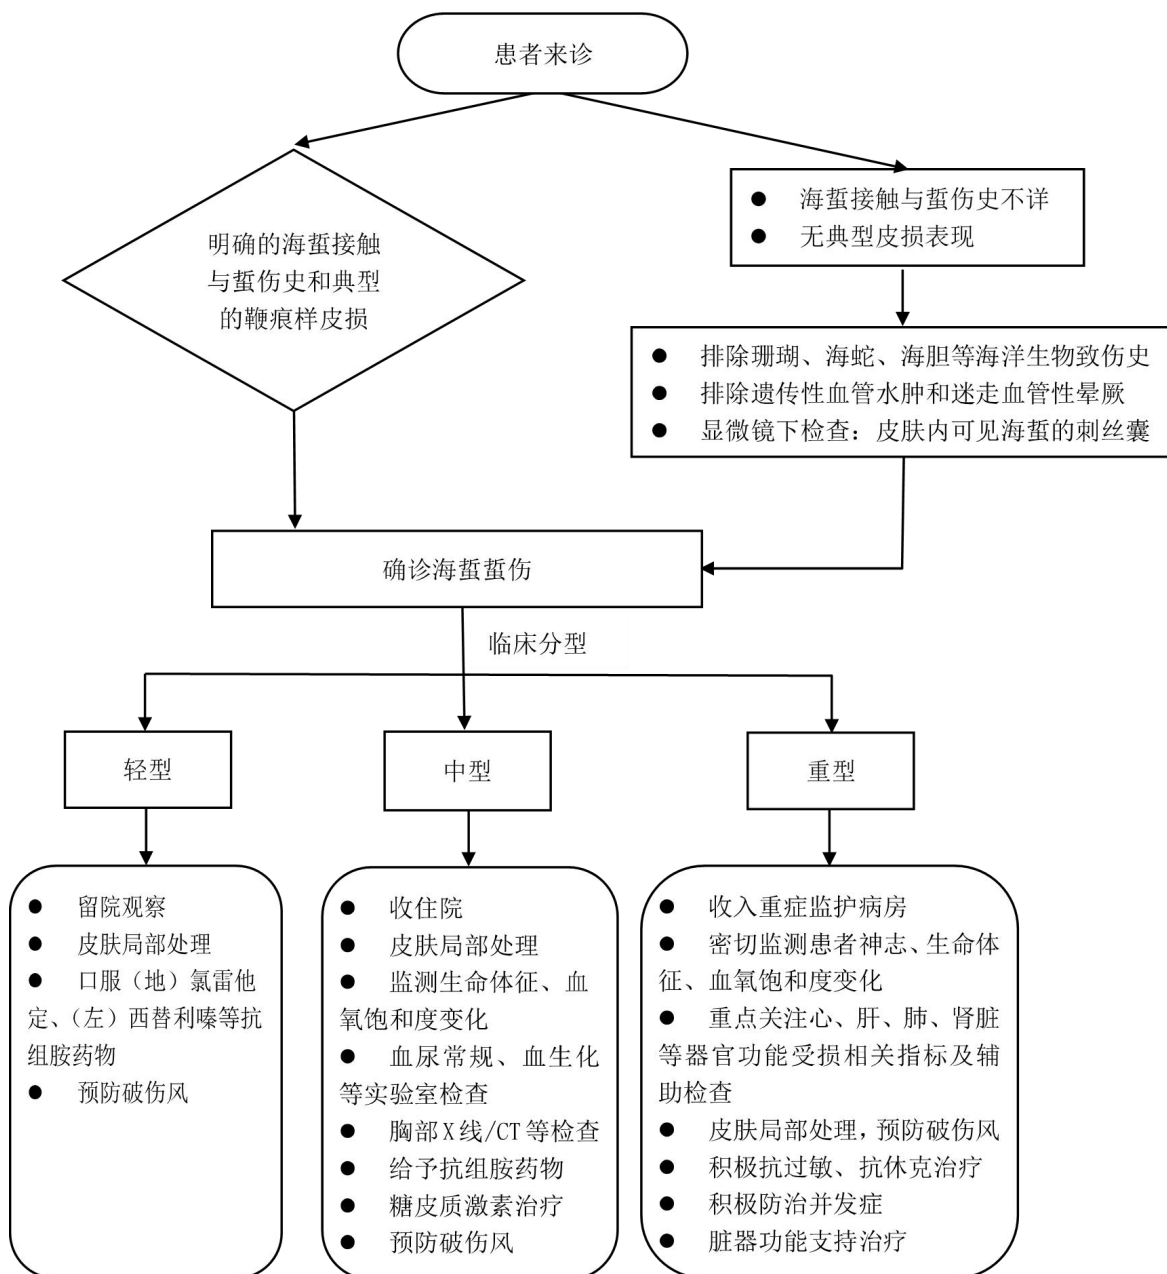 患者来诊
明确的海蜇接触
与蜇伤史和典型
的鞭痕样皮损
● 海蜇接触与蜇伤史不详
● 无典型皮损表现
● 排除珊瑚、海蛇、海胆等海洋生物致伤史
● 排除遗传性血管水肿和迷走血管性晕厥
● 显微镜下检查：皮肤内可见海蜇的刺丝囊
确诊海蜇蜇伤
临床分型
轻型
中型
重型
● 留院观察
● 皮肤局部处理
● 口服（地）氯雷他
定、（左）西替利嗪等抗
组胺药物
● 预防破伤风
● 收住院
● 皮肤局部处理
● 监测生命体征、血
氧饱和度变化
● 血尿常规、血生化
等实验室检查
● 胸部X线/CT等检查
● 给予抗组胺药物
● 糖皮质激素治疗
● 预防破伤风
● 收入重症监护病房
● 密切监测患者神志、生命体
征、血氧饱和度变化
● 重点关注心、肝、肺、肾脏
等器官功能受损相关指标及辅
助检查
● 皮肤局部处理，预防破伤风
● 积极抗过敏、抗休克治疗
● 积极防治并发症
● 脏器功能支持治疗